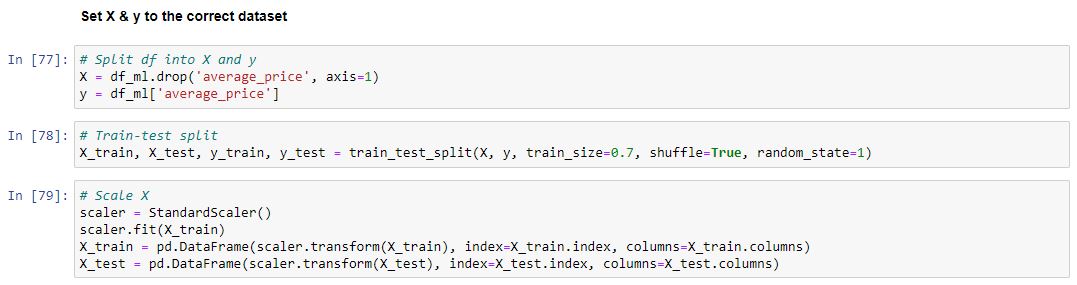 Set X & y to the correct dataset
In [77]: # Split df into X and y
X = df_ml.drop('average_price', axis=1)
y = df_ml['average_price']
In [78]: # Train-test split
X_train, X_test, y_train, y_test = train_test_split(X, y, train_size=0.7, shuffle=True, random_state=1)
In [79]: # Scale X
scaler = StandardScaler()
scaler.fit(X_train)
X_train = pd.DataFrame(scaler.transform(X_train), index=X_train.index, columns=X_train.columns)
X_test = pd.DataFrame(scaler.transform(X_test), index=X_test.index, columns=X_test.columns)